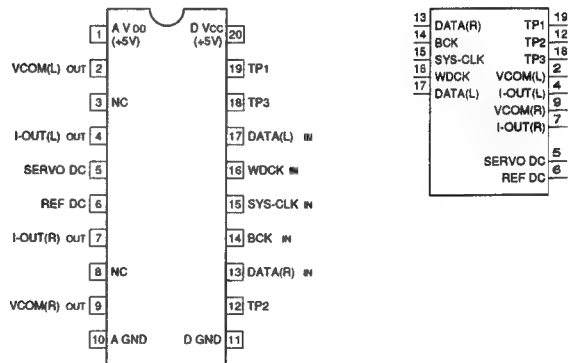 1 A VDD (+5V) D Vcc (+5V) 20
VCOM(L) OUT 2 19 TP1
3 NC 18 TP3
I-OUT(L) OUT 4 17 DATA(L) IN
SERVO DC 5 16 WDCK IN
REF DC 6 15 SYS-CLK IN
I-OUT(R) OUT 7 14 BCK IN
8 NC 13 DATA(R) IN
VCOM(R) OUT 9 12 TP2
10 A GND D GND 11
13 DATA(R) TP1 19
14 BCK TP2 12
15 SYS-CLK TP3 18
16 WDCK VCOM(L) 2
17 DATA(L) I-OUT(L) 4
VCOM(R) 9
I-OUT(R) 7
SERVO DC 5
REF DC 6